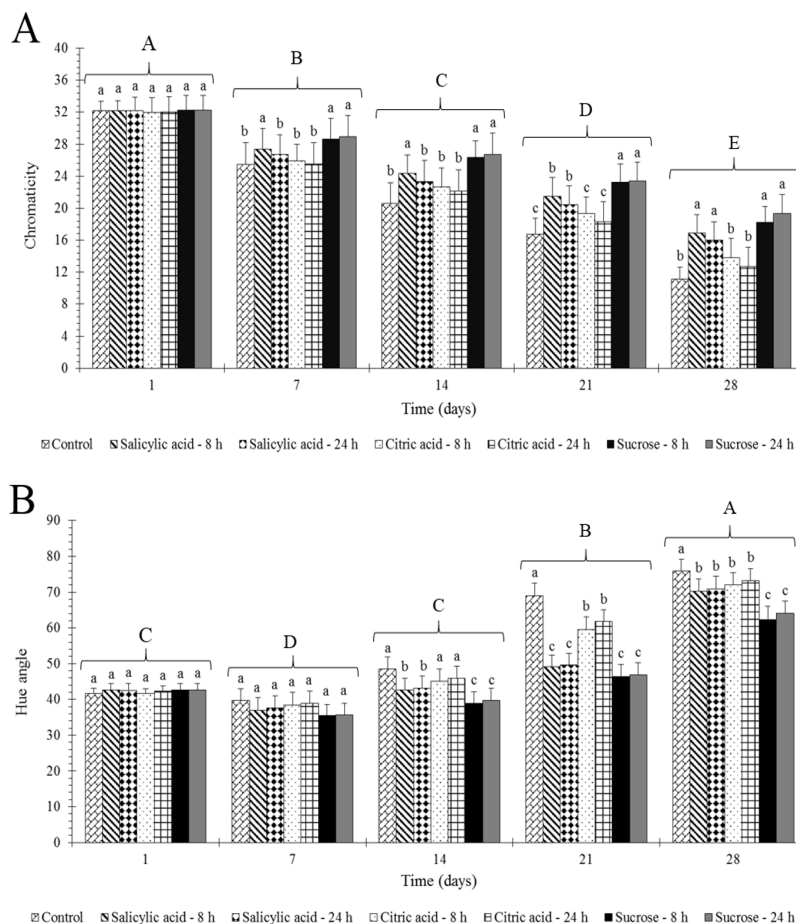 A
Chromaticity
40
36
32
28
24
20
16
12
8
4
0
A
a a a a a a a
B
b a b b b a a
C
b a b b b a a
D
c b b c c a a
E
b a a b b a a
1 7 14 21 28
Time (days)
Control Salicylic acid - 8 h Salicylic acid - 24 h Citric acid - 8 h Citric acid - 24 h Sucrose - 8 h Sucrose - 24 h
B
Hue angle
90
80
70
60
50
40
30
20
10
0
C
a a a a a a a
D
a a a a a a a
C
a b b a a c c
B
a c c b b c c
A
a b b b b c c
1 7 14 21 28
Time (days)
Control Salicylic acid - 8 h Salicylic acid - 24 h Citric acid - 8 h Citric acid - 24 h Sucrose - 8 h Sucrose - 24 h